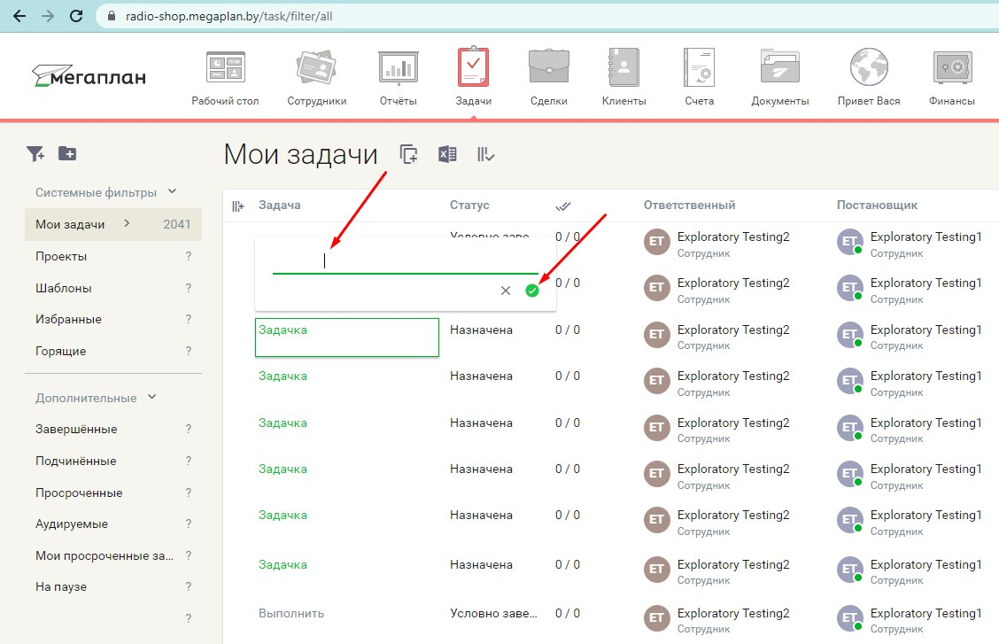 radio-shop.megaplan.by/task/filter/all
мегаплан
Рабочий стол
Сотрудники
Отчёты
Задачи
Сделки
Клиенты
Счета
Документы
Привет Вася
Финансы
Мои задачи
Системные фильтры
Мои задачи 2041
Проекты ?
Шаблоны ?
Избранные ?
Горящие ?
Дополнительные
Завершённые ?
Подчинённые ?
Просроченные ?
Аудируемые ?
Мои просроченные за... ?
На паузе ?
?
Задача Статус Ответственный Постановщик
Условно заве... 0 / 0 ET Exploratory Testing2 ET Exploratory Testing1
Сотрудник Сотрудник
0 / 0 ET Exploratory Testing2 ET Exploratory Testing1
Сотрудник Сотрудник
Задачка Назначена 0 / 0 ET Exploratory Testing2 ET Exploratory Testing1
Сотрудник Сотрудник
Задачка Назначена 0 / 0 ET Exploratory Testing2 ET Exploratory Testing1
Сотрудник Сотрудник
Задачка Назначена 0 / 0 ET Exploratory Testing2 ET Exploratory Testing1
Сотрудник Сотрудник
Задачка Назначена 0 / 0 ET Exploratory Testing2 ET Exploratory Testing1
Сотрудник Сотрудник
Задачка Назначена 0 / 0 ET Exploratory Testing2 ET Exploratory Testing1
Сотрудник Сотрудник
Задачка Назначена 0 / 0 ET Exploratory Testing2 ET Exploratory Testing1
Сотрудник Сотрудник
Выполнить Условно заве... 0 / 0 ET Exploratory Testing2 ET Exploratory Testing1
Сотрудник Сотрудник